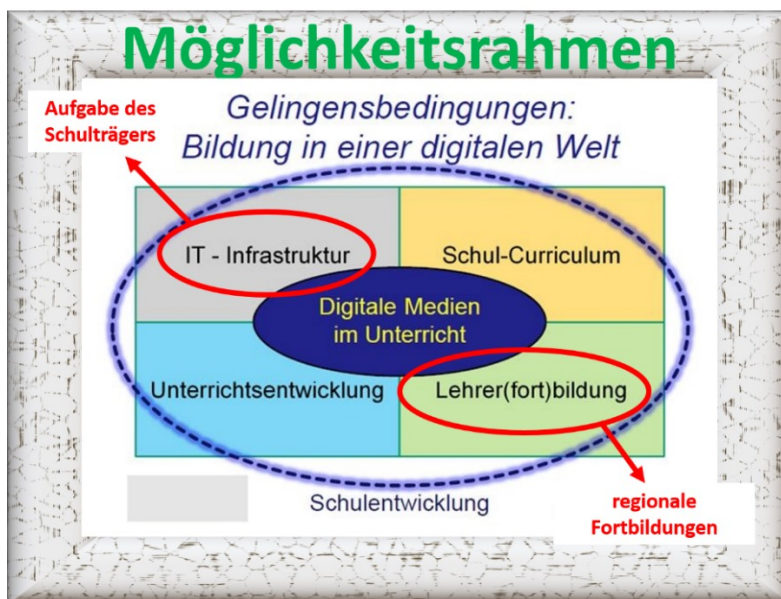 Möglichkeitsrahmen
Aufgabe des
Schulträgers
Gelingensbedingungen:
Bildung in einer digitalen Welt
IT - Infrastruktur
Schul-Curriculum
Digitale Medien
im Unterricht
Unterrichtsentwicklung
Lehrer(fort)bildung
Schulentwicklung
regionale
Fortbildungen